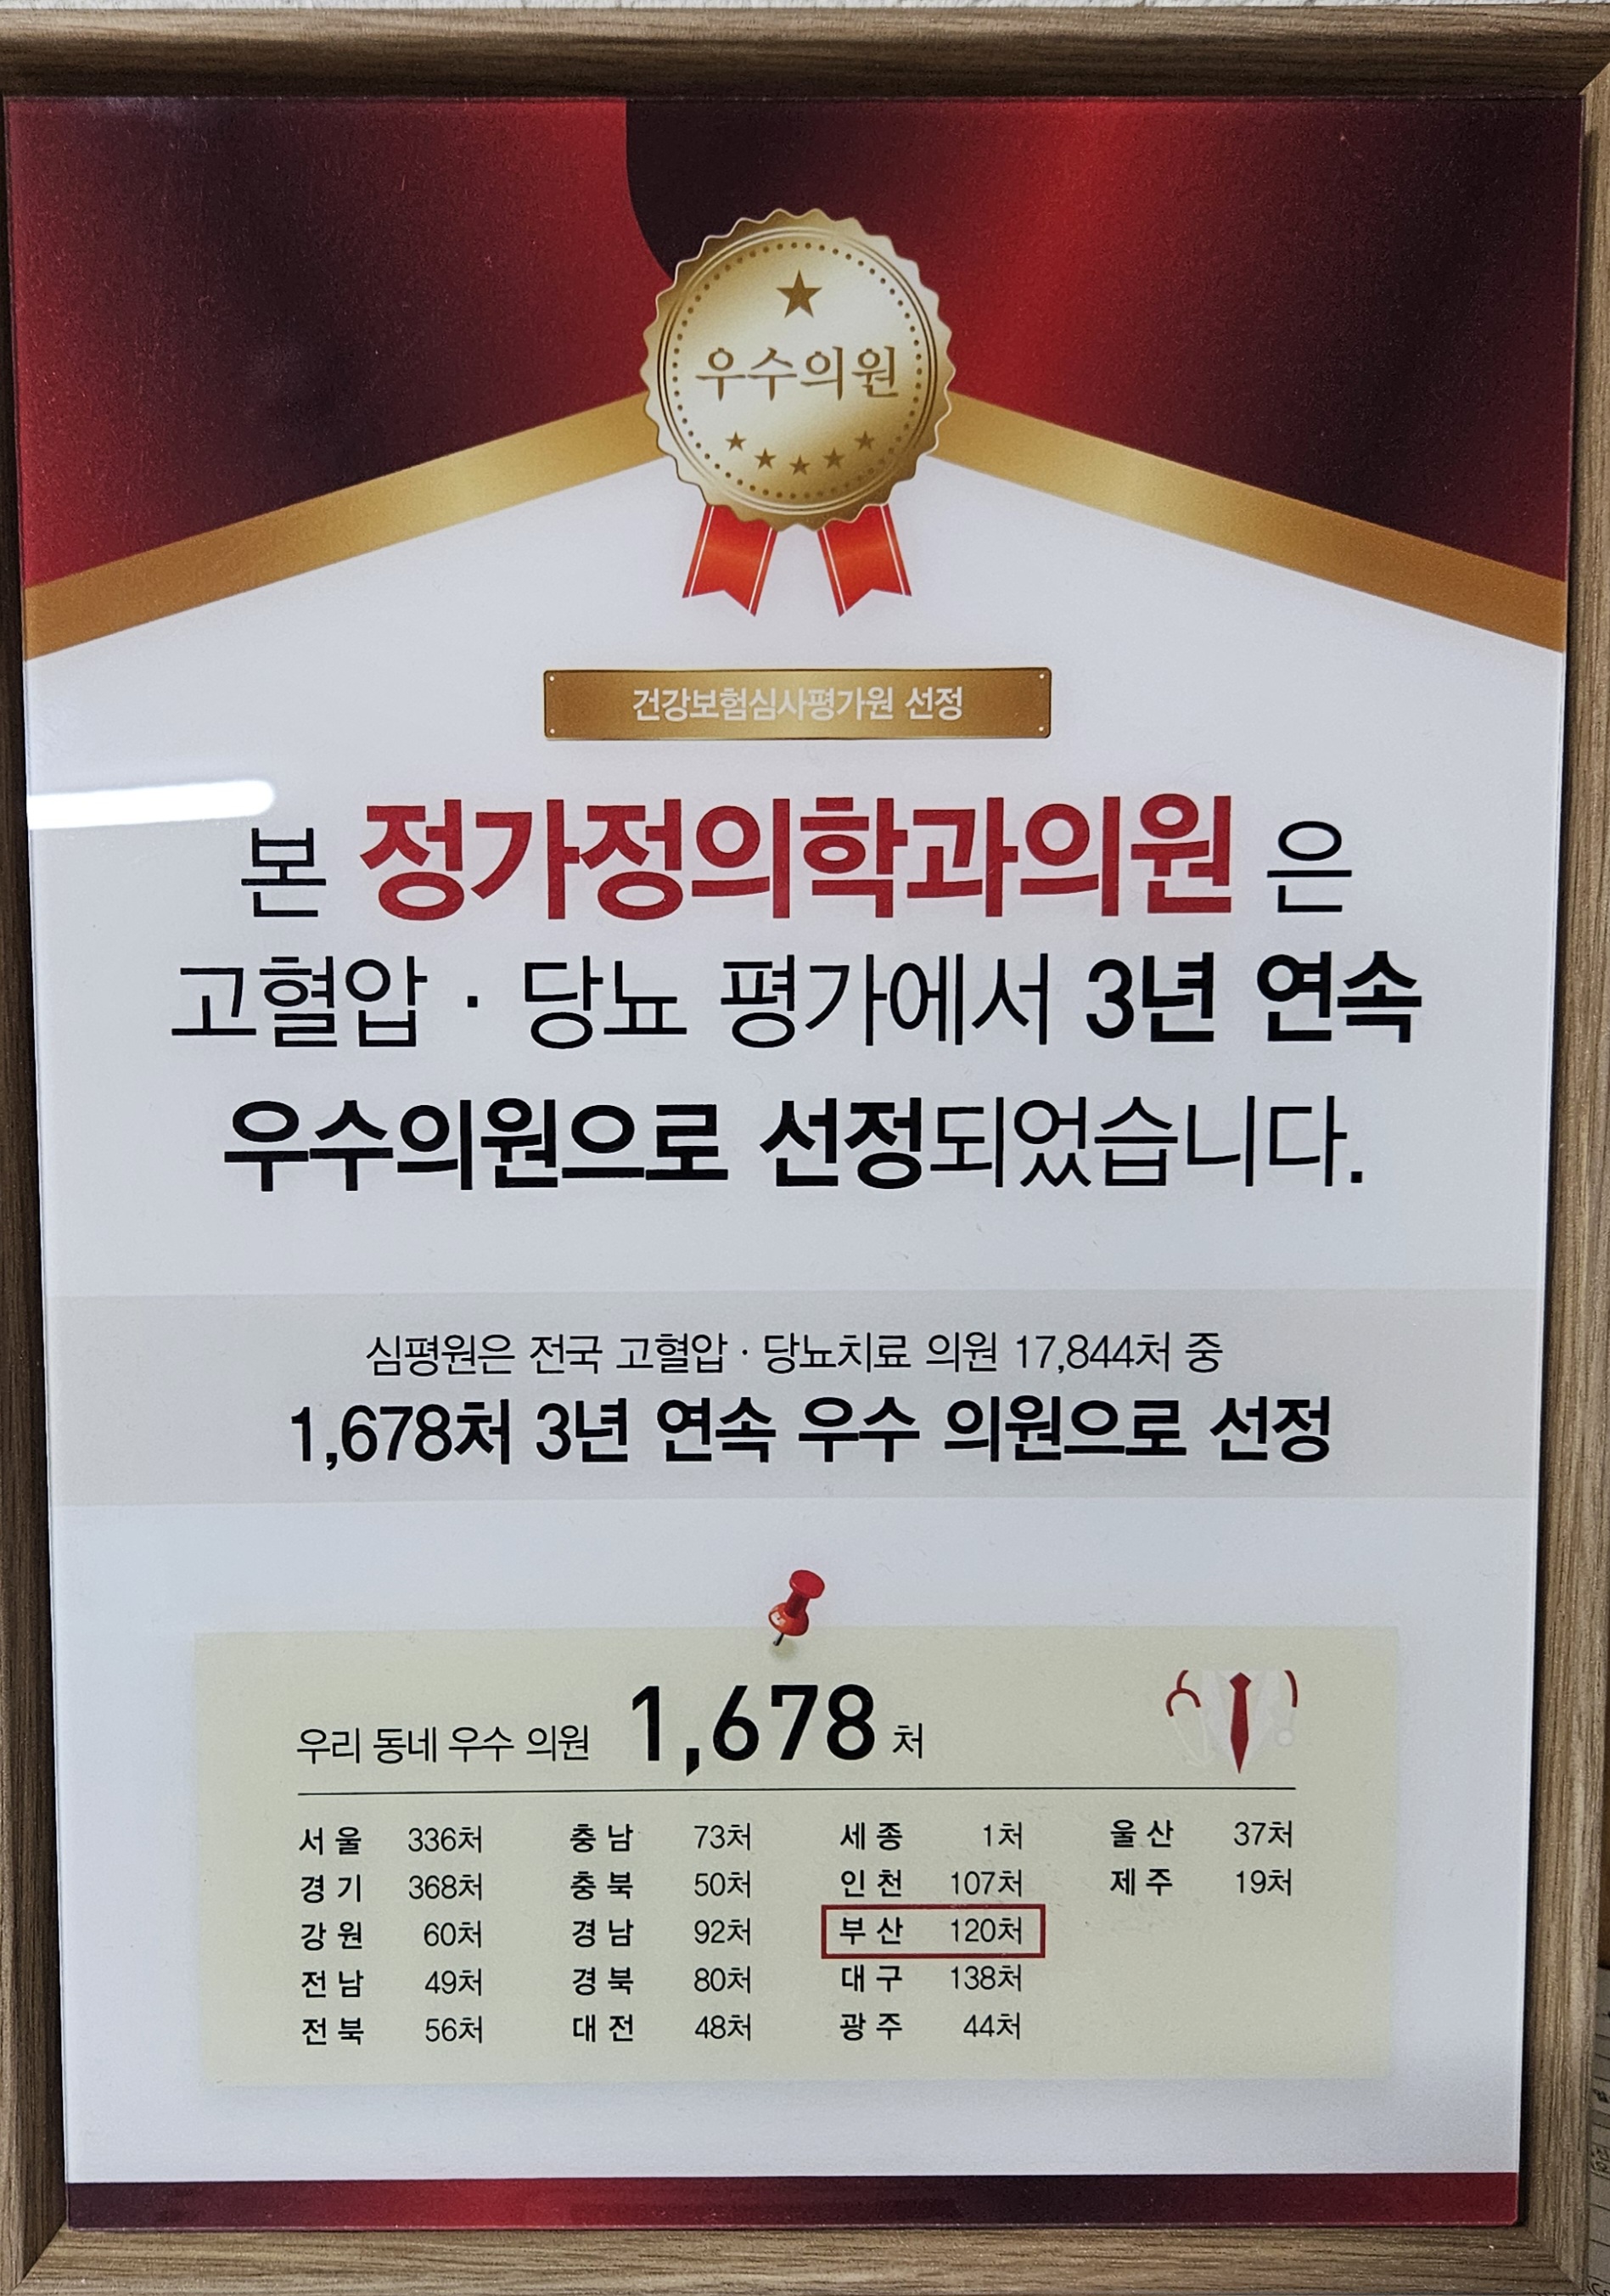 우수의원
건강보험심사평가원 선정
본 정가정의학과의원 은
고혈압 · 당뇨 평가에서 3년 연속
우수의원으로 선정되었습니다.
심평원은 전국 고혈압 · 당뇨치료 의원 17,844처 중
1,678처 3년 연속 우수 의원으로 선정
우리 동네 우수 의원 1,678 처
서울 336처 충남 73처 세종 1처 울산 37처
경기 368처 충북 50처 인천 107처 제주 19처
강원 60처 경남 92처 부산 120처
전남 49처 경북 80처 대구 138처
전북 56처 대전 48처 광주 44처